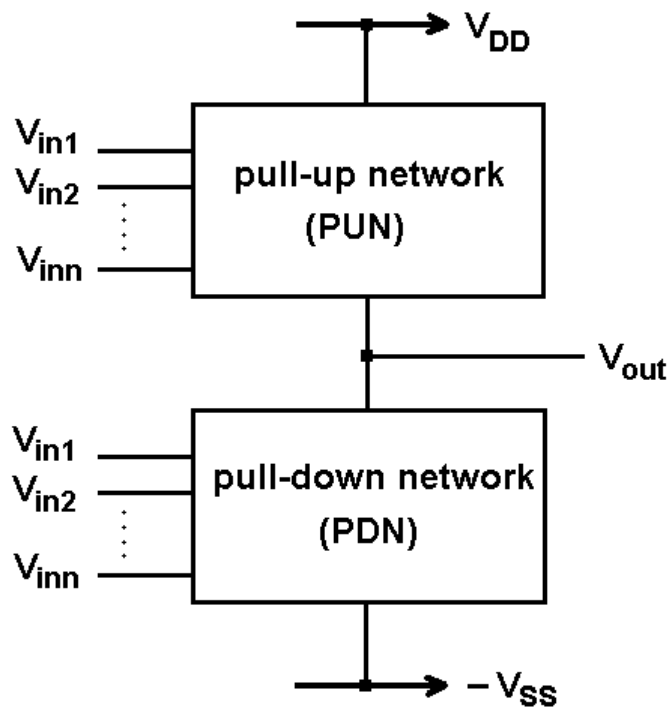 V_DD
V_in1
V_in2
V_inn
pull-up network
(PUN)
V_out
V_in1
V_in2
V_inn
pull-down network
(PDN)
– V_SS